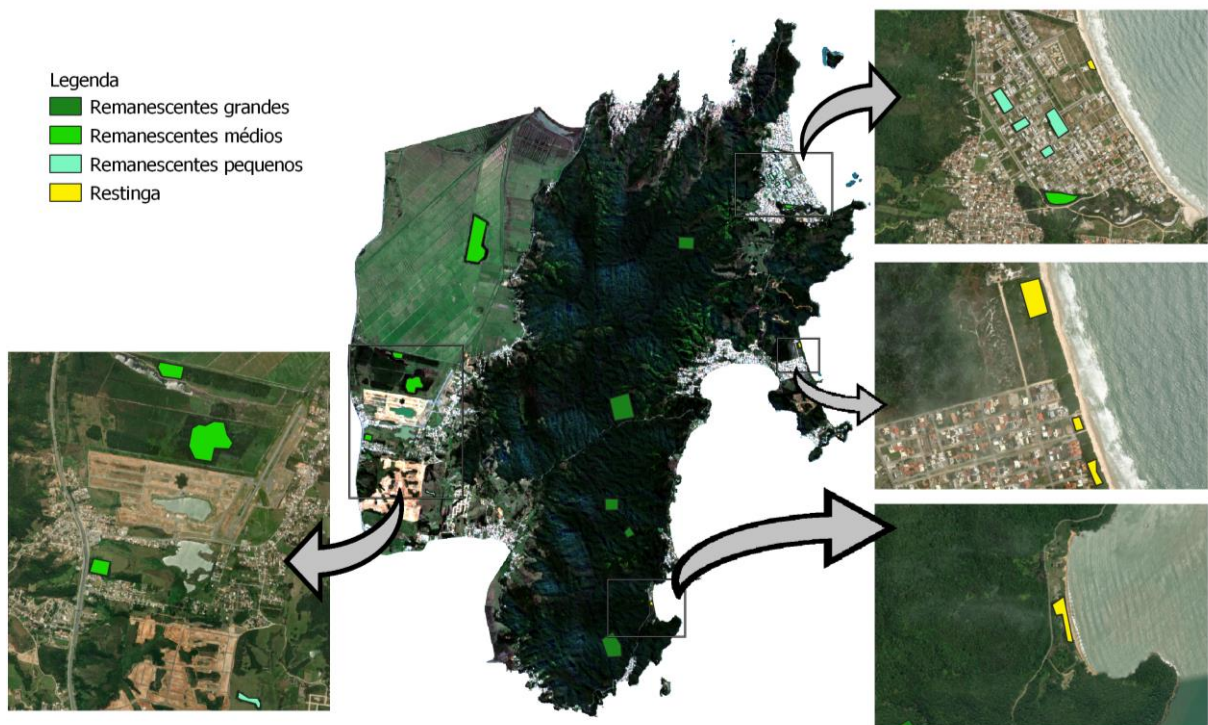 Legenda
Remanescentes grandes
Remanescentes médios
Remanescentes pequenos
Restinga